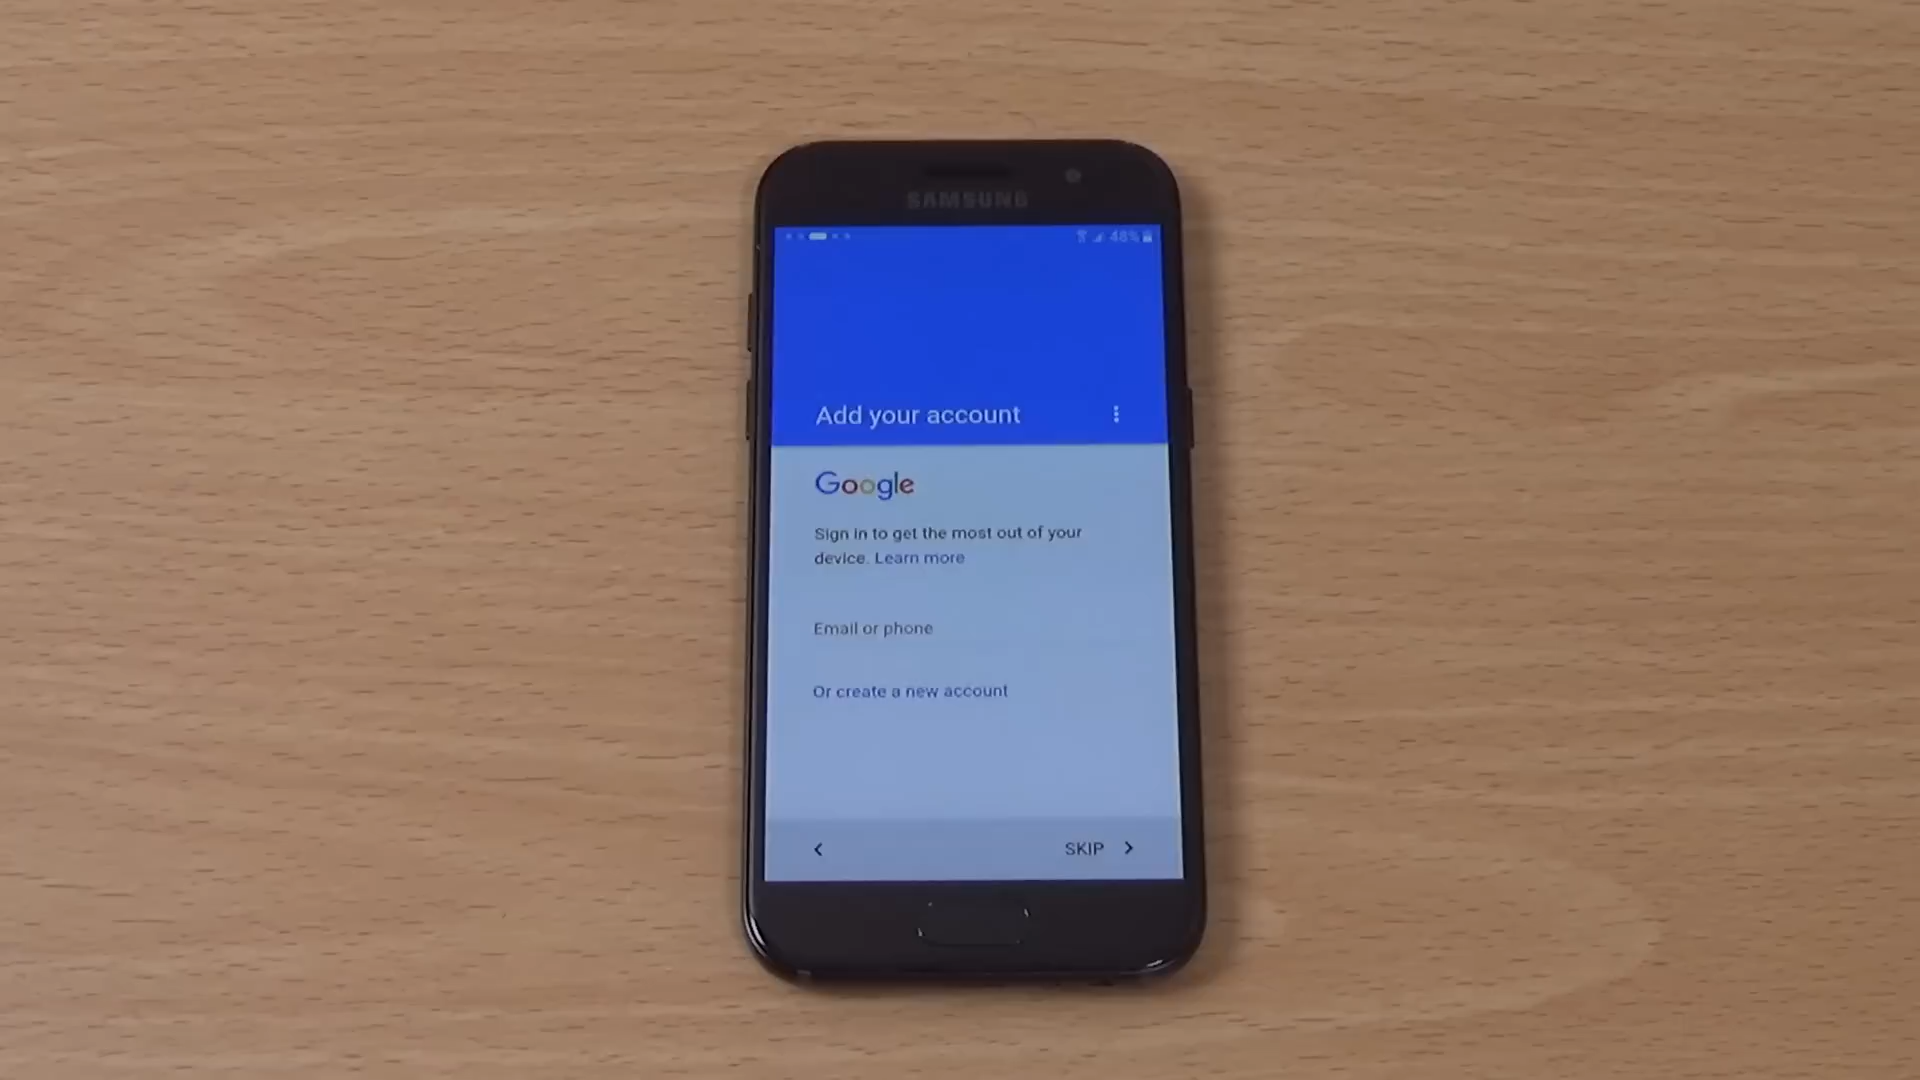 SAMSUNG
48%
Add your account
Google
Sign in to get the most out of your
device. Learn more
Email or phone
Or create a new account
SKIP